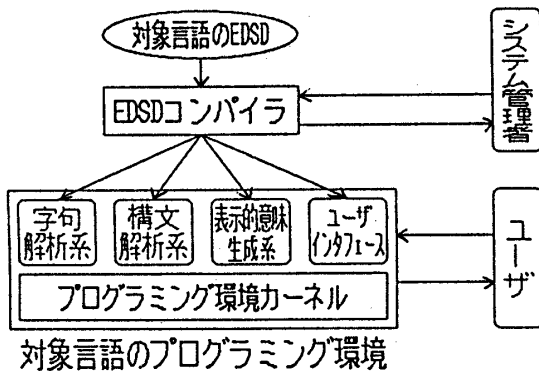 対象言語のEDSD
EDSDコンパイラ
システム管理者
字句
解析系
構文
解析系
表示的意味
生成系
ユーザ
インタフェース
プログラミング環境カーネル
ユーザ
対象言語のプログラミング環境